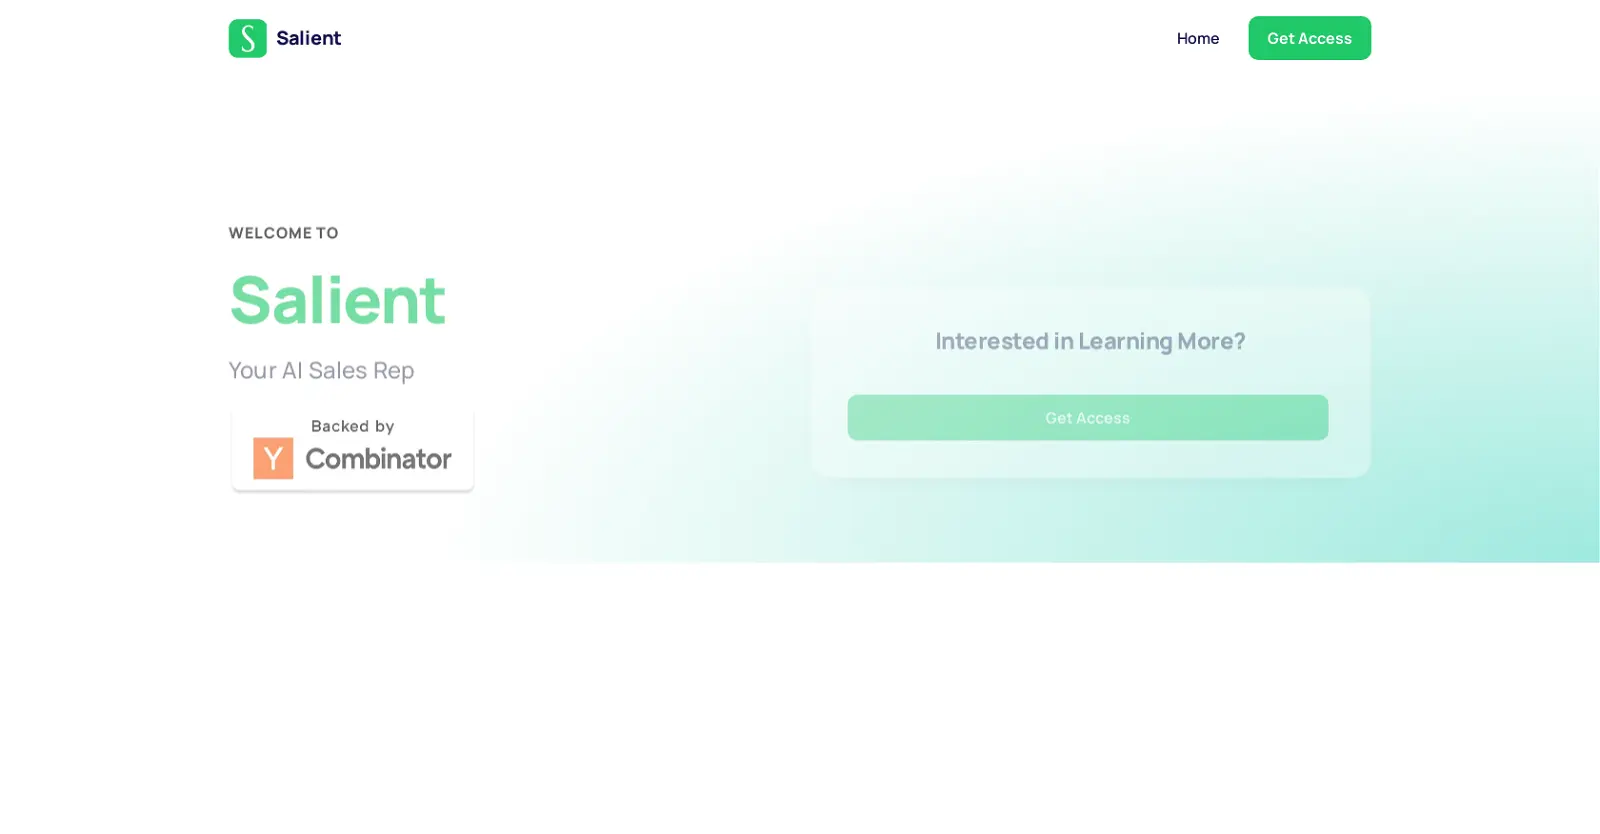 S Salient
Home
Get Access
WELCOME TO
Salient
Your AI Sales Rep
Backed by
Y Combinator
Interested in Learning More?
Get Access